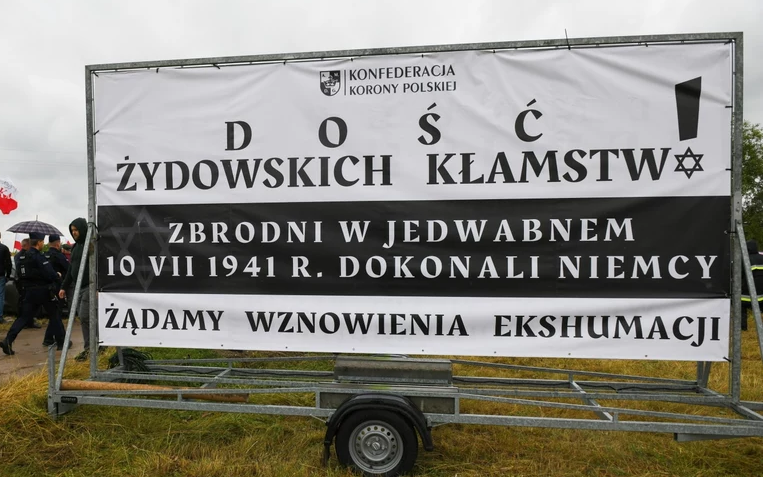 KONFEDERACJA
KORONY POLSKIEJ
DOŚĆ
ŻYDOWSKICH KŁAMSTW!
ZBRODNI W JEDWABNEM
10 VII 1941 R. DOKONALI NIEMCY
ŻĄDAMY WZNOWIENIA EKSHUMACJI